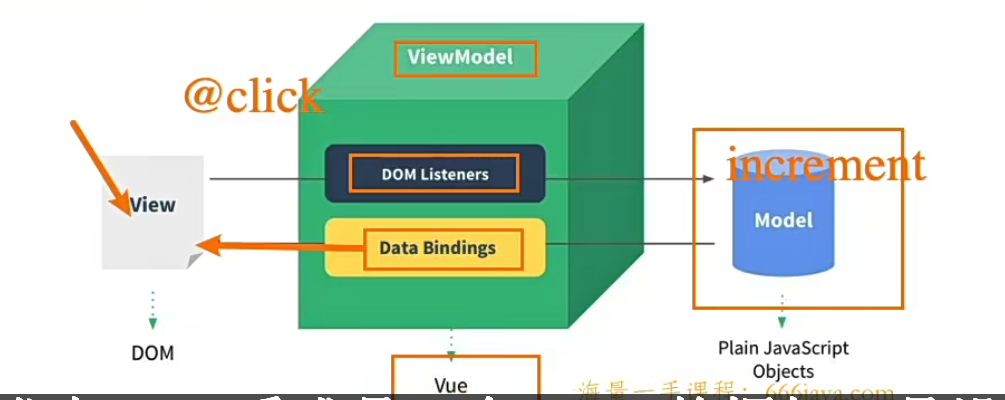 ViewModel
@click
DOM Listeners
increment
View
Model
Data Bindings
DOM
Plain JavaScript
Objects
Vue
海量一手课程：666java.com